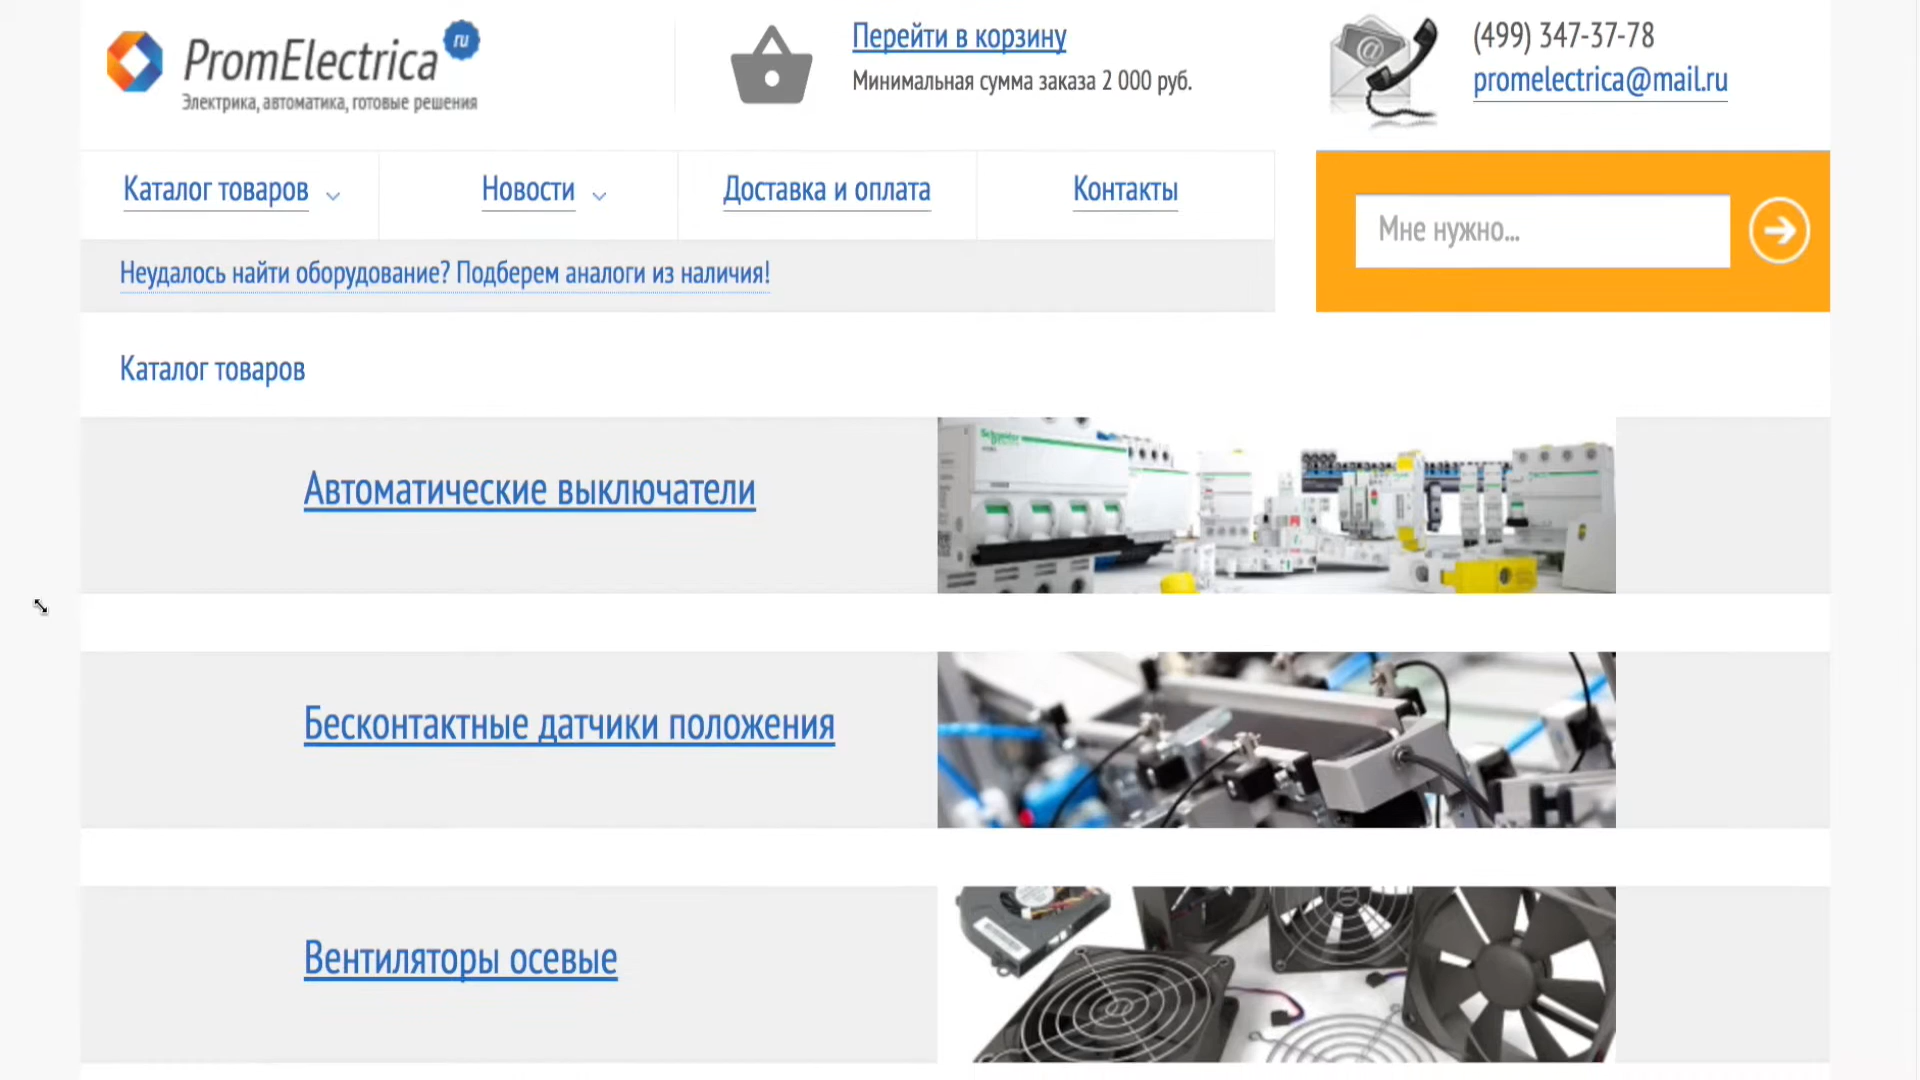 PromElectrica ru
Электрика, автоматика, готовые решения
Перейти в корзину
Минимальная сумма заказа 2 000 руб.
(499) 347-37-78
promelectrica@mail.ru
Каталог товаров
Новости
Доставка и оплата
Контакты
Мне нужно...
Неудалось найти оборудование? Подберем аналоги из наличия!
Каталог товаров
Автоматические выключатели
Schneider
Бесконтактные датчики положения
Вентиляторы осевые